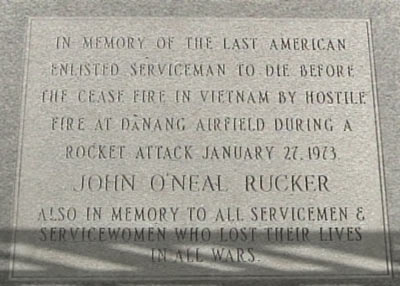 IN MEMORY OF THE LAST AMERICAN
ENLISTED SERVICEMAN TO DIE BEFORE
THE CEASE FIRE IN VIETNAM BY HOSTILE
FIRE AT DANANG AIRFIELD DURING A
ROCKET ATTACK JANUARY 27, 1973
JOHN O'NEAL RUCKER
ALSO IN MEMORY TO ALL SERVICEMEN &
SERVICEWOMEN WHO LOST THEIR LIVES
IN ALL WARS.